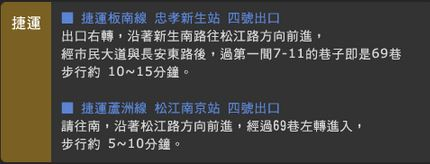 捷運
■ 捷運板南線 忠孝新生站 四號出口
出口右轉，沿著新生南路往松江路方向前進，
經市民大道與長安東路後，過第一間7-11的巷子即是69巷
步行約 10~15分鐘。
■ 捷運蘆洲線 松江南京站 四號出口
請往南，沿著松江路方向前進，經過69巷左轉進入，
步行約 5~10分鐘。